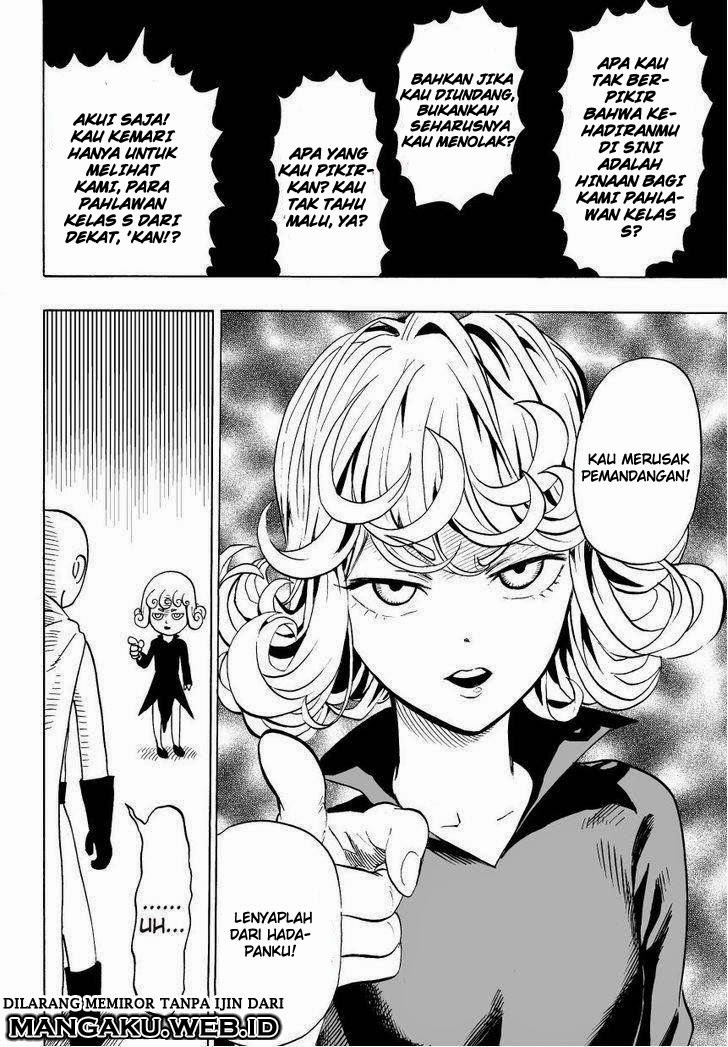 APA KAU
TAK BER-
PIKIR
BAHWA KE-
HADIRANMU
DI SINI
ADALAH
HINAAN BAGI
KAMI PAHLA-
WAN KELAS
S?
BAHKAN JIKA
KAU DIUNDANG,
BUKANKAH
SEHARUSNYA
KAU MENOLAK?
APA YANG
KAU PIKIR-
KAN? KAU
TAK TAHU
MALU, YA?
AKUI SAJA!
KAU KEMARI
HANYA UNTUK
MELIHAT
KAMI, PARA
PAHLAWAN
KELAS S DARI
DEKAT, 'KAN!?
KAU MERUSAK
PEMANDANGAN!
LENYAPLAH
DARI HADA-
PANKU!
......
UH...
DILARANG MEMIROR TANPA IJIN DARI
MANGAKU.WEB.ID